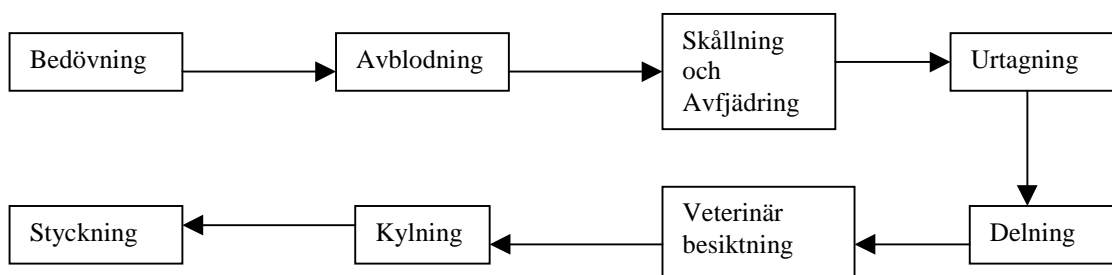 Bedövning
Avblodning
Skållning
och
Avfjädring
Urtagning
Delning
Veterinär
besiktning
Kylning
Styckning